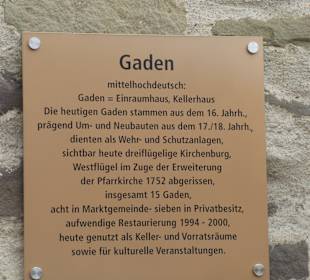 Gaden
mittelhochdeutsch:
Gaden = Einraumhaus, Kellerhaus
Die heutigen Gaden stammen aus dem 16. Jahrh.,
prägend Um- und Neubauten aus dem 17./18. Jahrh.,
dienten als Wehr- und Schutzanlagen,
sichtbar heute dreiflügelige Kirchenburg,
Westflügel im Zuge der Erweiterung
der Pfarrkirche 1752 abgerissen,
insgesamt 15 Gaden,
acht in Marktgemeinde- sieben in Privatbesitz,
aufwendige Restaurierung 1994 - 2000,
heute genutzt als Keller- und Vorratsräume
sowie für kulturelle Veranstaltungen.